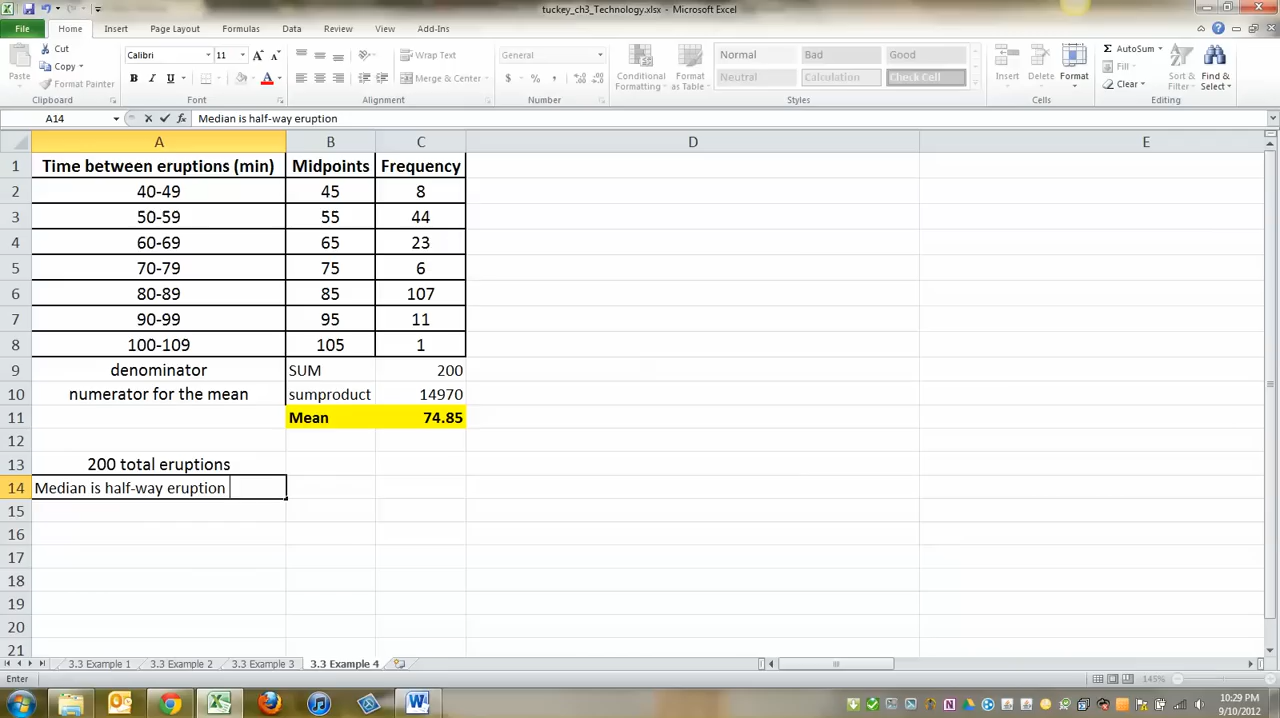 tuckey_ch3_Technology.xlsx - Microsoft Excel
File Home Insert Page Layout Formulas Data Review View Add-Ins
Paste Cut Copy Format Painter Clipboard
Calibri 11 B I U A Font
Wrap Text Merge & Center Alignment
General $ % , Number
Conditional Formatting Format as Table
Normal Bad Good
Neutral Calculation Check Cell
Styles
Insert Delete Format Cells
AutoSum Fill Clear Sort & Filter Find & Select Editing
A14 fx Median is half-way eruption
A B C D E
1 Time between eruptions (min) Midpoints Frequency
2 40-49 45 8
3 50-59 55 44
4 60-69 65 23
5 70-79 75 6
6 80-89 85 107
7 90-99 95 11
8 100-109 105 1
9 denominator SUM 200
10 numerator for the mean sumproduct 14970
11 Mean 74.85
12
13 200 total eruptions
14 Median is half-way eruption
15
16
17
18
19
20
21
3.3 Example 1 3.3 Example 2 3.3 Example 3 3.3 Example 4
Enter 145%
10:29 PM
9/10/2012